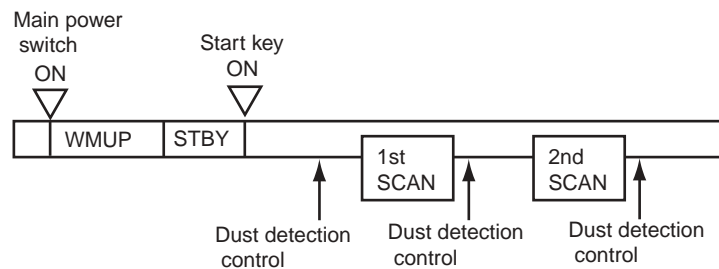 Main power
switch
ON
Start key
ON
WMUP
STBY
1st
SCAN
2nd
SCAN
Dust detection
control
Dust detection
control
Dust detection
control